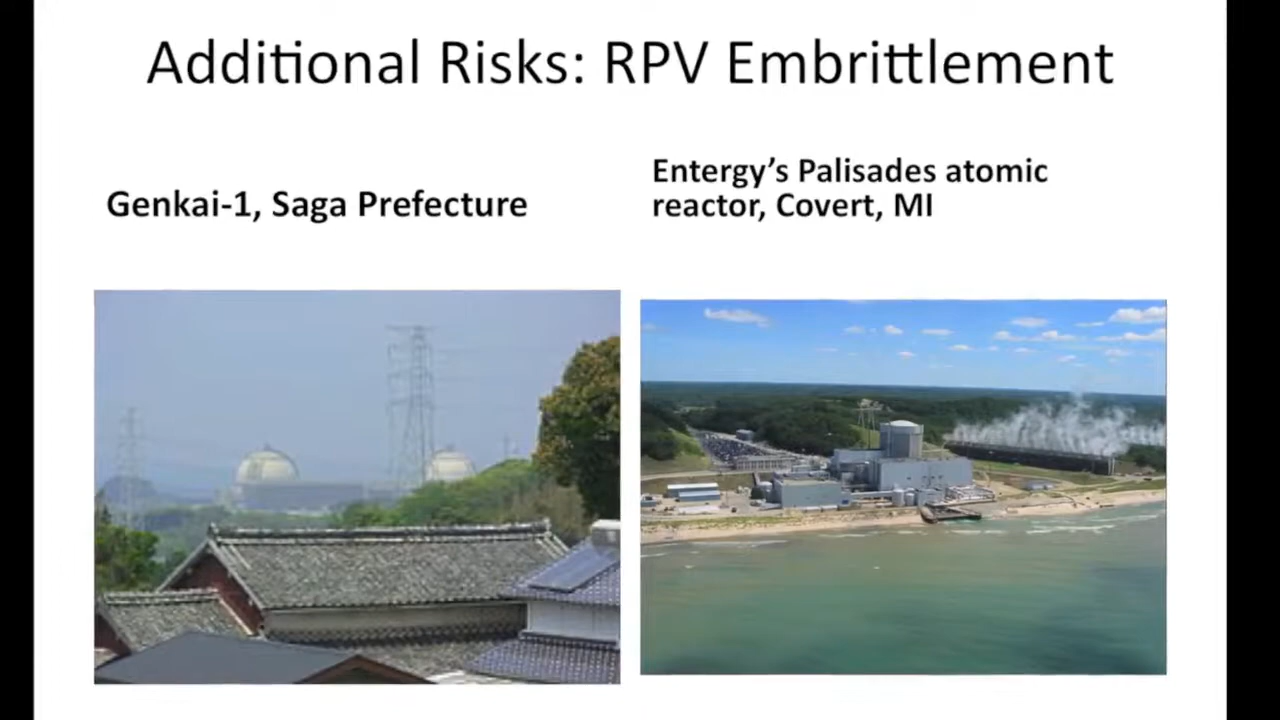 Additional Risks: RPV Embrittlement
Genkai-1, Saga Prefecture
Entergy’s Palisades atomic
reactor, Covert, MI